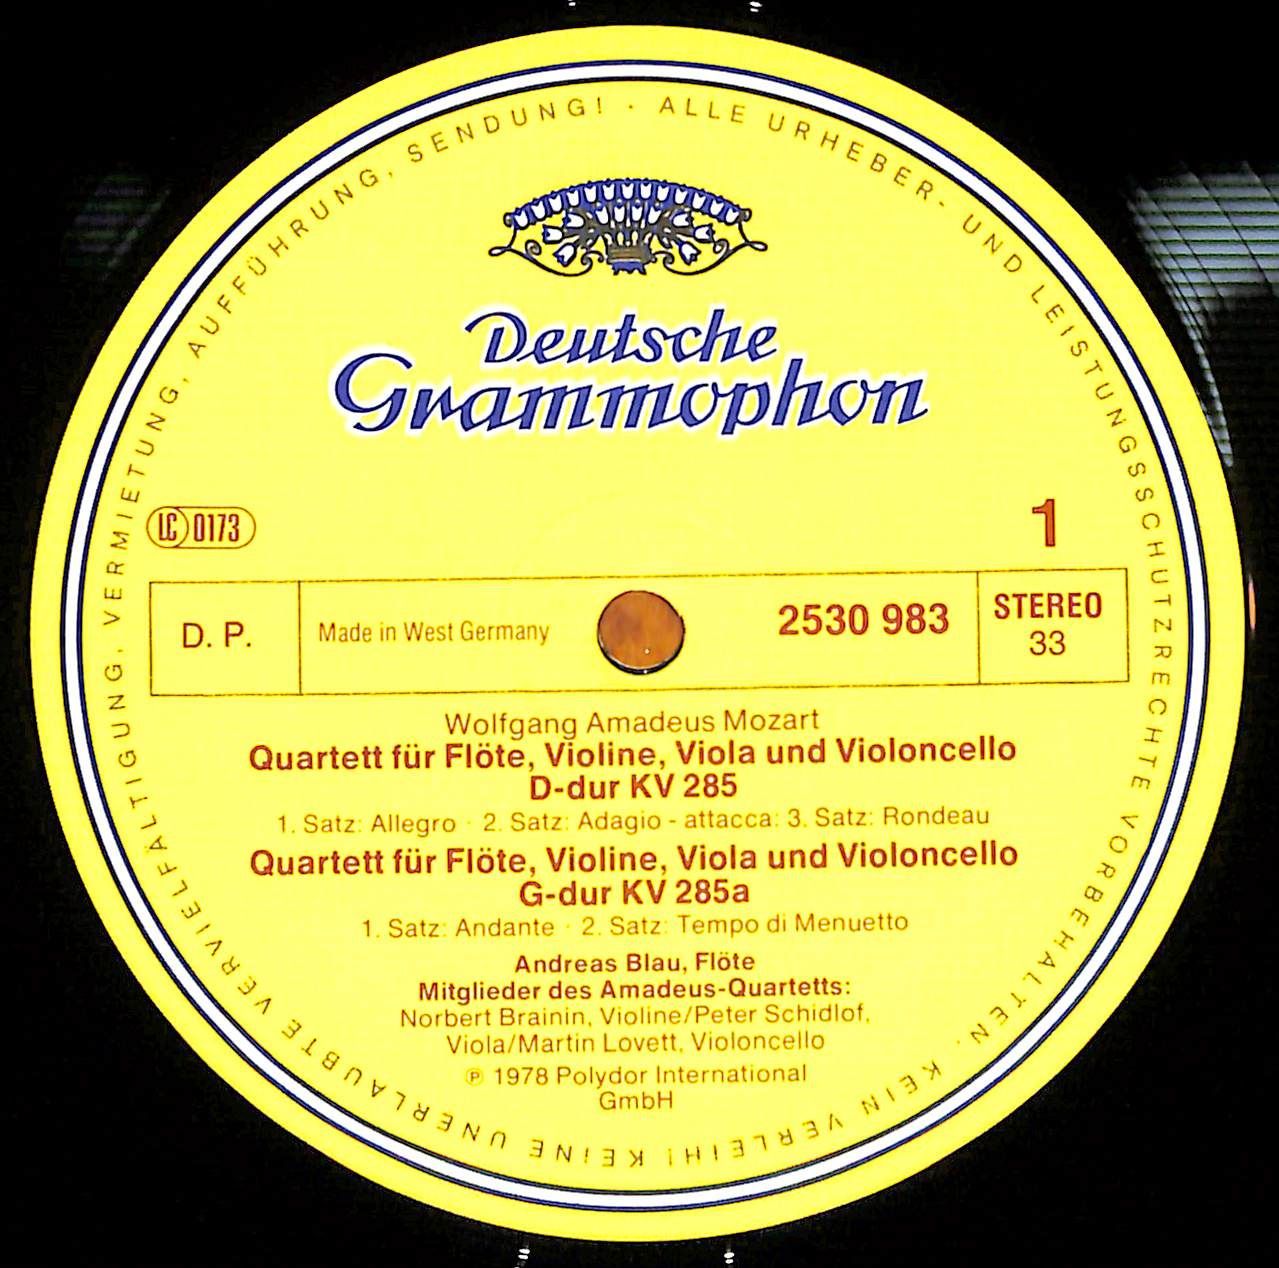 ALLE URHEBER- UND LEISTUNGSSCHUTZRECHTE VORBEHALTEN · KEIN VERLEIH! KEINE UNERLAUBTE VERVIELFÄLTIGUNG, VERMIETUNG, AUFFÜHRUNG, SENDUNG! ·
Deutsche
Grammophon
LC 0173
1
D. P.
Made in West Germany
2530 983
STEREO
33
Wolfgang Amadeus Mozart
Quartett für Flöte, Violine, Viola und Violoncello
D-dur KV 285
1. Satz: Allegro · 2. Satz: Adagio - attacca: 3. Satz: Rondeau
Quartett für Flöte, Violine, Viola und Violoncello
G-dur KV 285a
1. Satz: Andante · 2. Satz: Tempo di Menuetto
Andreas Blau, Flöte
Mitglieder des Amadeus-Quartetts:
Norbert Brainin, Violine/Peter Schidlof,
Viola/Martin Lovett, Violoncello
℗ 1978 Polydor International
GmbH